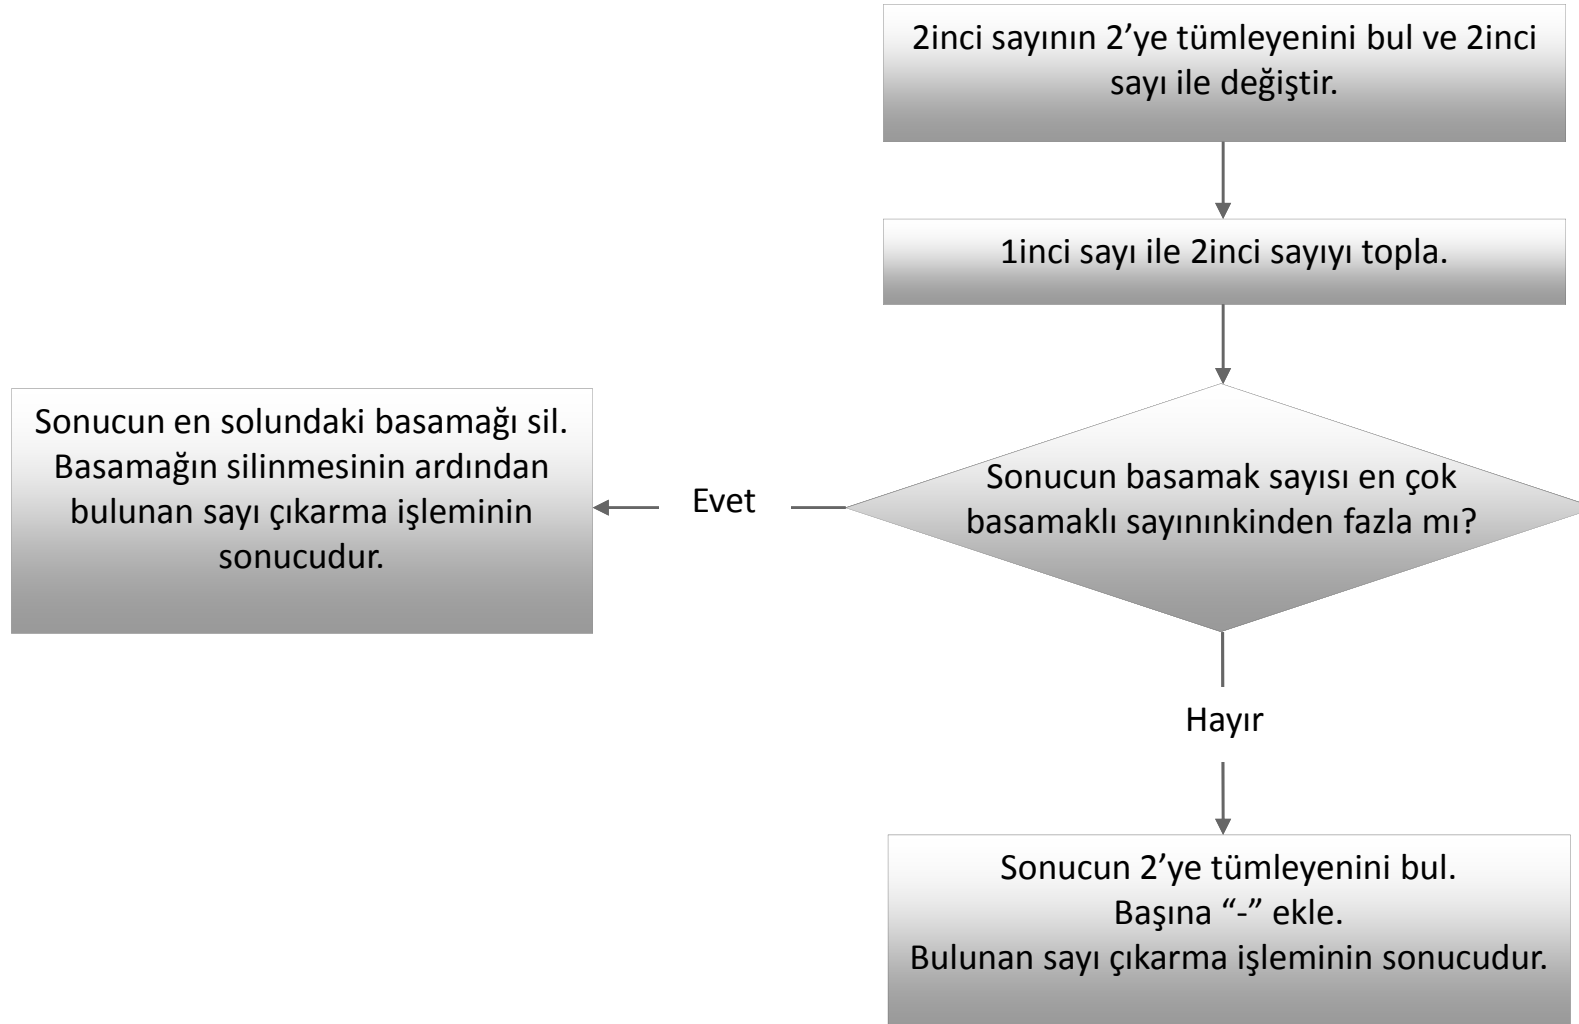 2inci sayının 2’ye tümleyenini bul ve 2inci
sayı ile değiştir.
1inci sayı ile 2inci sayıyı topla.
Sonucun basamak sayısı en çok
basamaklı sayınınkinden fazla mı?
Evet
Sonucun en solundaki basamağı sil.
Basamağın silinmesinin ardından
bulunan sayı çıkarma işleminin
sonucudur.
Hayır
Sonucun 2’ye tümleyenini bul.
Başına “-” ekle.
Bulunan sayı çıkarma işleminin sonucudur.